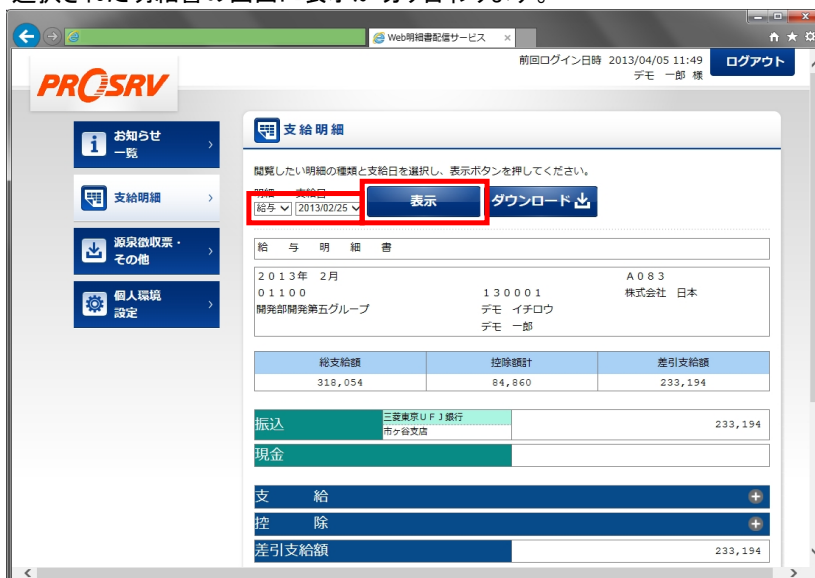 選択された明細書の画面に表示が切り替わります。
Web明細書配信サービス ×
前回ログイン日時 2013/04/05 11:49
デモ 一郎 様
ログアウト
PROSRV
お知らせ
一覧
支給明細
源泉徴収票・
その他
個人環境
設定
支給明細
閲覧したい明細の種類と支給日を選択し、表示ボタンを押してください。
明細 支給日
給与 2013/02/25
表示
ダウンロード
給 与 明 細 書
2013年 2月 A083
01100 130001 株式会社 日本
開発部開発第五グループ デモ イチロウ
デモ 一郎
総支給額 控除額計 差引支給額
318,054 84,860 233,194
振込 三菱東京UFJ銀行 233,194
市ヶ谷支店
現金
支 給
控 除
差引支給額 233,194